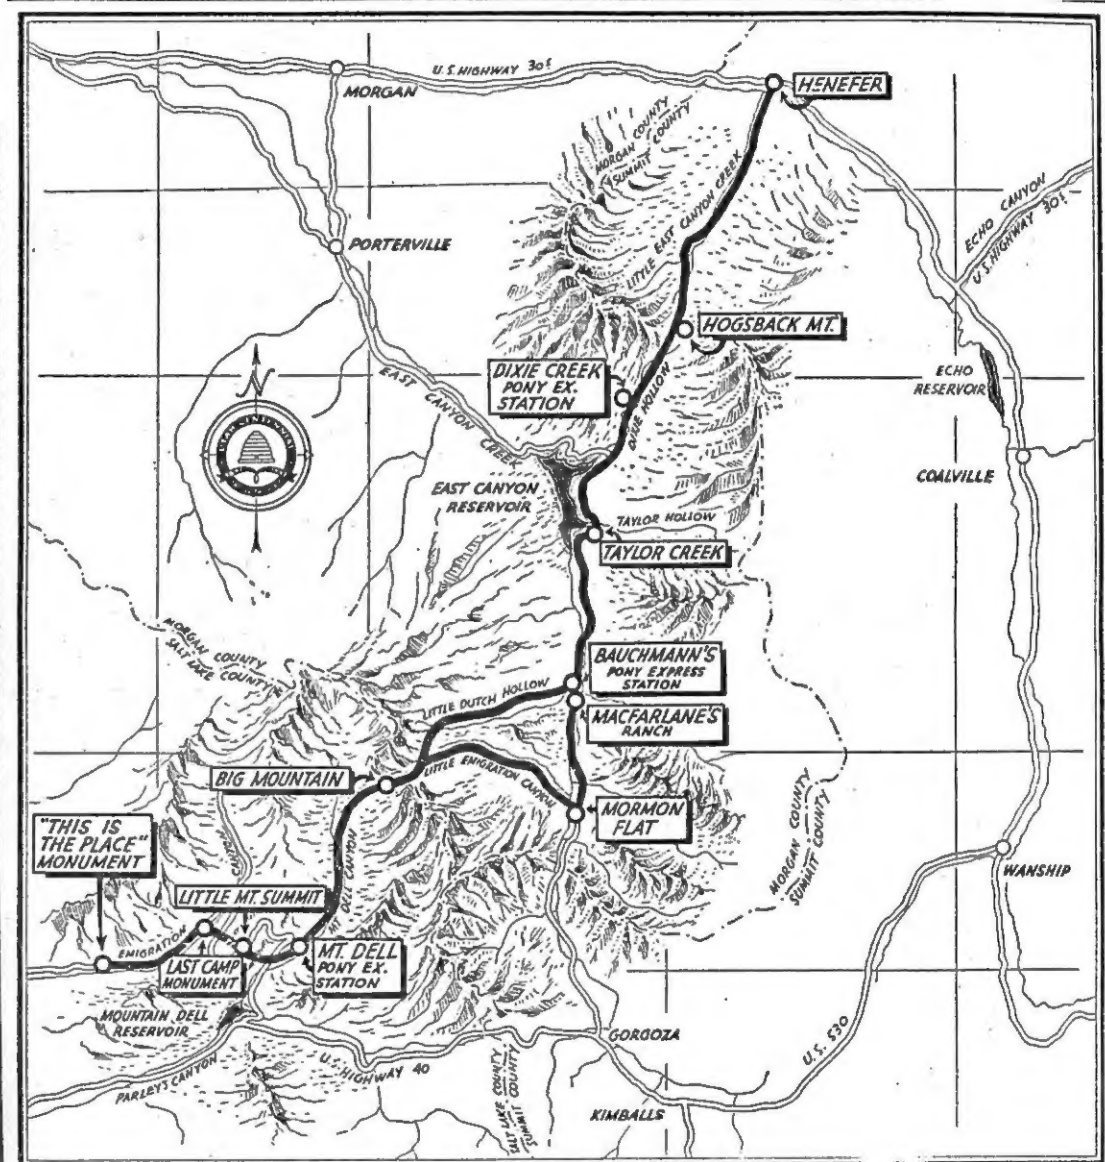 U.S. HIGHWAY 30S
MORGAN
HENEFER
MORGAN COUNTY
SUMMIT COUNTY
LITTLE EAST CANYON CREEK
ECHO CANYON
U.S. HIGHWAY 30S
PORTERVILLE
HOGSBACK MT.
EAST CANYON CREEK
DIXIE CREEK
PONY EX.
STATION
DIXIE HOLLOW
ECHO
RESERVOIR
N
COALVILLE
EAST CANYON
RESERVOIR
TAYLOR HOLLOW
TAYLOR CREEK
MORGAN COUNTY
SALT LAKE COUNTY
BAUCHMANN'S
PONY EXPRESS
STATION
LITTLE DUTCH HOLLOW
MACFARLANE'S
RANCH
BIG MOUNTAIN
LITTLE EMIGRATION CANYON
MORMON
FLAT
MORGAN COUNTY
SUMMIT COUNTY
"THIS IS
THE PLACE"
MONUMENT
WANSHIP
LITTLE MT. SUMMIT
MT. DELL CANYON
EMIGRATION CANYON
LAST CAMP
MONUMENT
MT. DELL
PONY EX.
STATION
MOUNTAIN DELL
RESERVOIR
PARLEY'S CANYON
U.S. HIGHWAY 40
GORGOZA
U.S. 530
SALT LAKE COUNTY
SUMMIT COUNTY
KIMBALLS